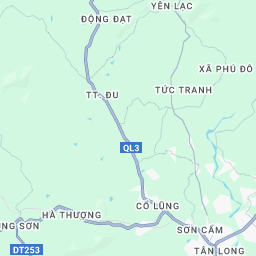 YÊN LẠC
ĐỘNG ĐẠT
XÃ PHÚ ĐÔ
TỨC TRANH
TT. ĐU
QL3
CỔ LŨNG
HÀ THƯỢNG
SƠN CẨM
TÂN LONG
ĐT253